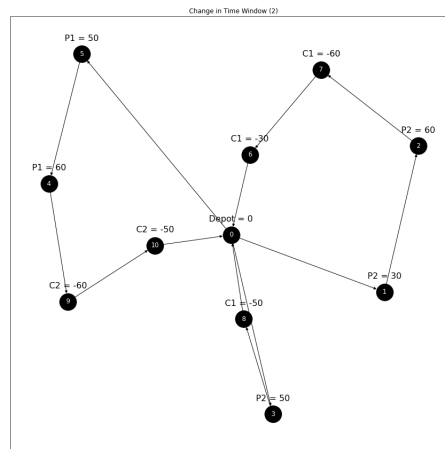 Change in Time Window (2)
P1 = 50
5
C1 = -60
7
P2 = 60
2
C1 = -30
6
P1 = 60
4
Depot = 0
0
C2 = -50
10
P2 = 30
1
C2 = -60
9
C1 = -50
8
P2 = 50
3